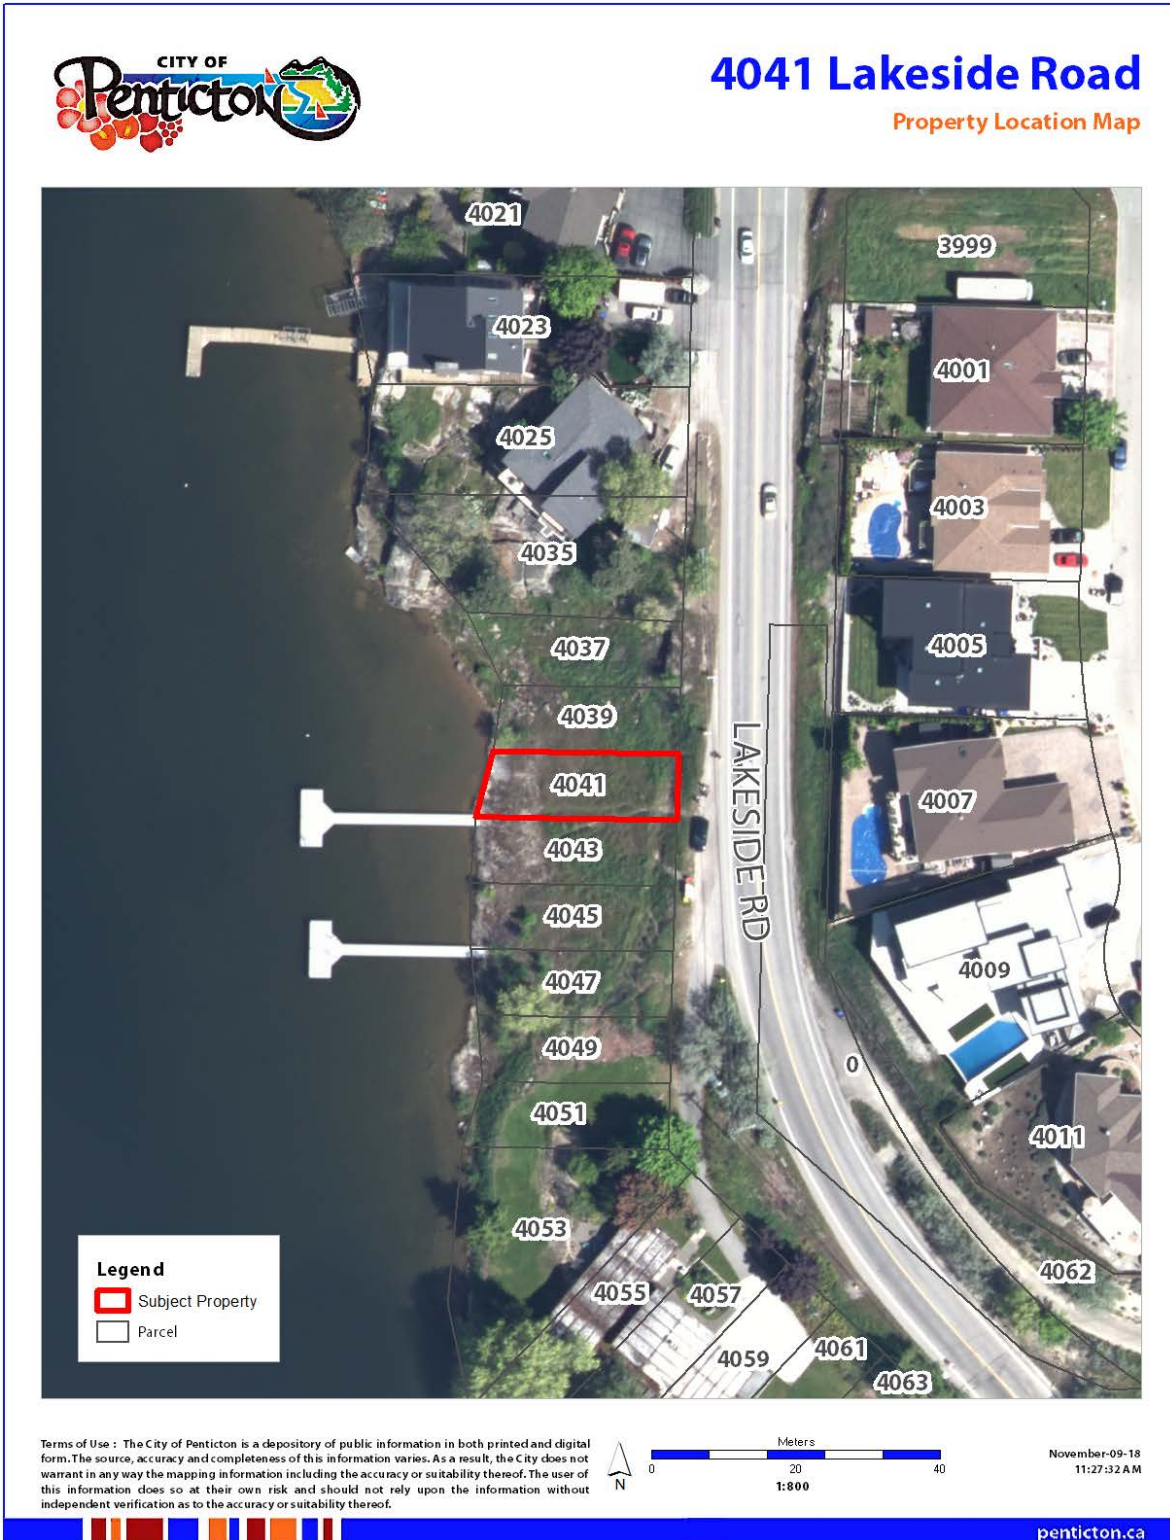 CITY OF
Penticton
4041 Lakeside Road
Property Location Map
4021
3999
4023
4001
4025
4003
4035
4005
4037
4039
LAKESIDE RD
4041
4007
4043
4045
4009
4047
4049
0
4051
4011
4053
4062
4055
4057
4061
4059
4063
Legend
Subject Property
Parcel
Terms of Use : The City of Penticton is a depository of public information in both printed and digital
form. The source, accuracy and completeness of this information varies. As a result, the City does not
warrant in any way the mapping information including the accuracy or suitability thereof. The user of
this information does so at their own risk and should not rely upon the information without
independent verification as to the accuracy or suitability thereof.
N
Meters
0 20 40
1:800
November-09-18
11:27:32 AM
penticton.ca